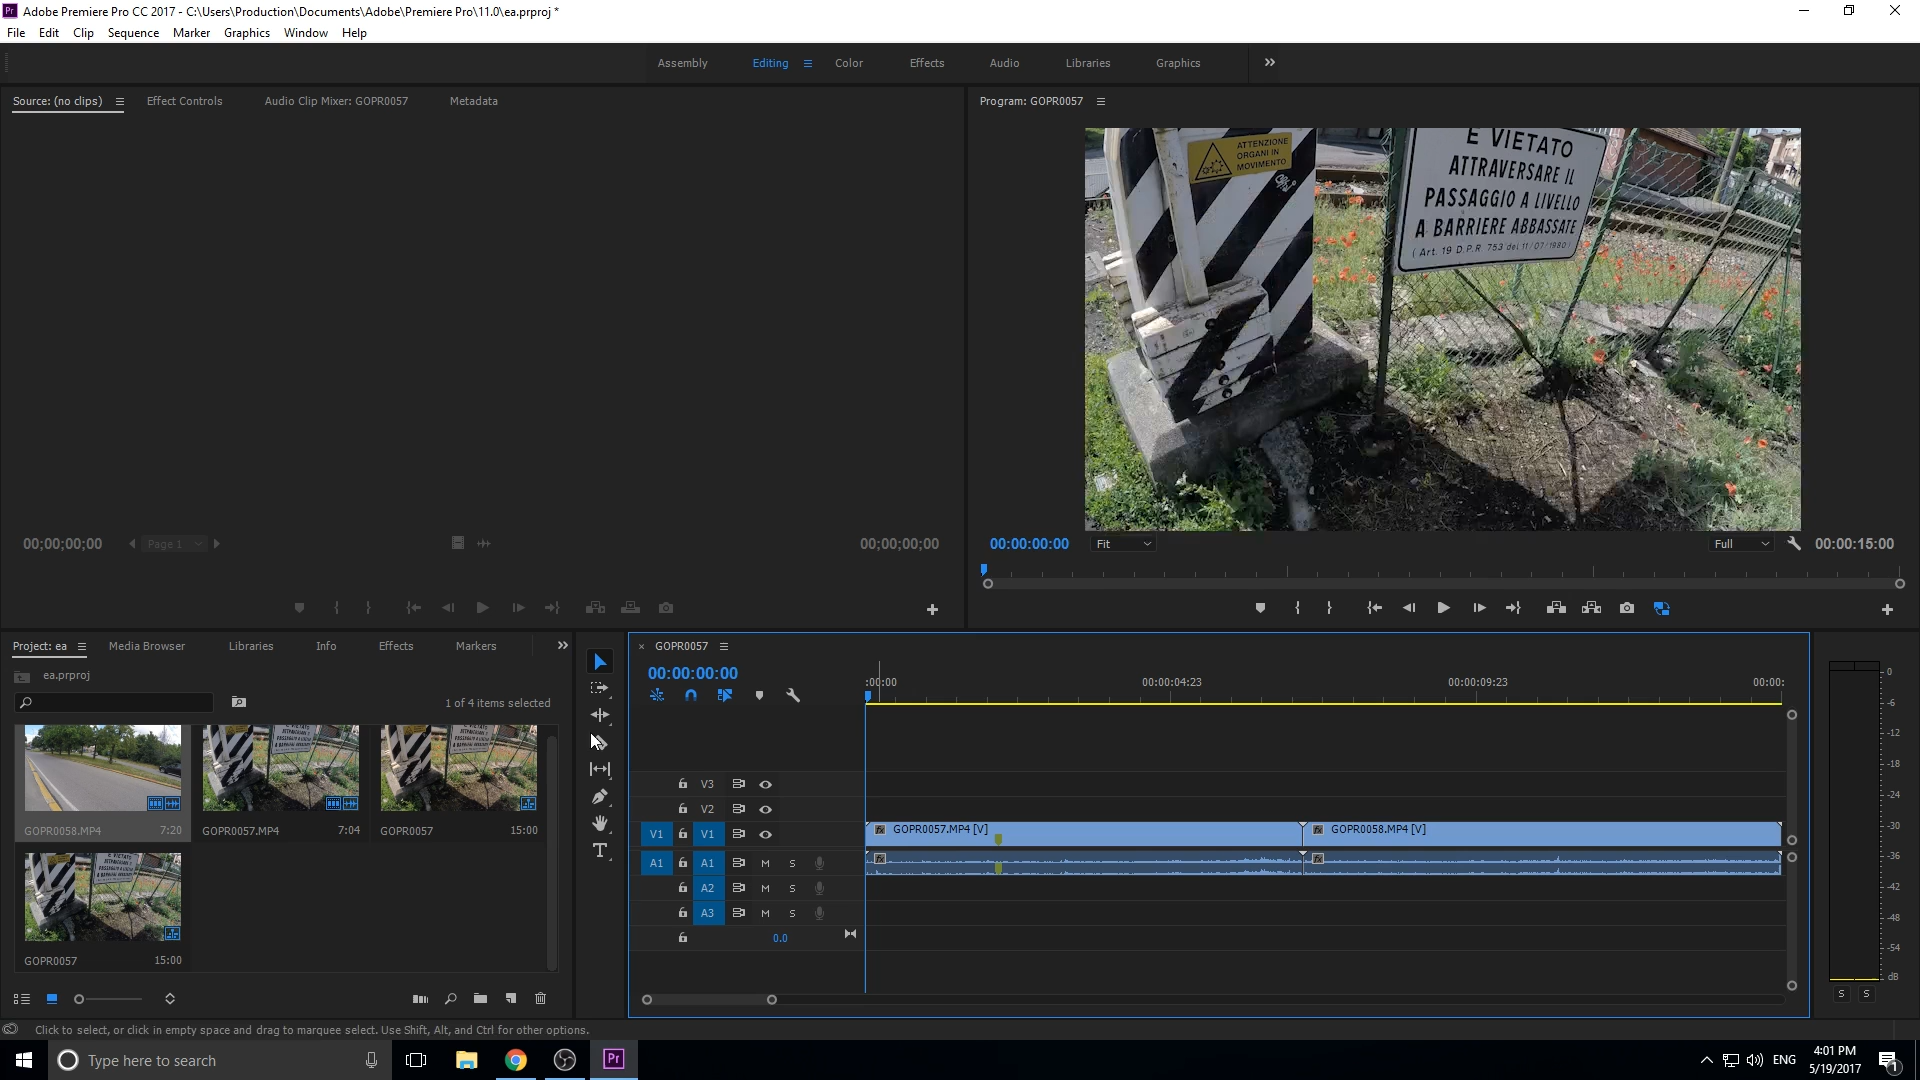 Adobe Premiere Pro CC 2017 - C:\Users\Production\Documents\Adobe\Premiere Pro\11.0\ea.prproj *
File Edit Clip Sequence Marker Graphics Window Help
Assembly Editing Color Effects Audio Libraries Graphics
Source: (no clips) Effect Controls Audio Clip Mixer: GOPR0057 Metadata
Program: GOPR0057
ATTENZIONE
ORGANI IN
MOVIMENTO
E VIETATO
ATTRAVERSARE IL
PASSAGGIO A LIVELLO
A BARRIERE ABBASSATE
( Art. 19 D.P.R 753 del 11/07/1980 )
00;00;00;00 Page 1 00;00;00;00
00:00:00:00 Fit Full 00:00:15:00
Project: ea Media Browser Libraries Info Effects Markers
ea.prproj
1 of 4 items selected
GOPR0058.MP4 7:20 GOPR0057.MP4 7:04 GOPR0057 15:00
GOPR0057 15:00
× GOPR0057
00:00:00:00
:00:00 00:00:04:23 00:00:09:23 00:00:
V3
V2
V1 V1 GOPR0057.MP4 [V] GOPR0058.MP4 [V]
A1 A1 M S
A2 M S
A3 M S
0.0
0
-6
-12
-18
-24
-30
-36
-42
-48
-54
dB
S S
Click to select, or click in empty space and drag to marquee select. Use Shift, Alt, and Ctrl for other options.
Type here to search
ENG
4:01 PM
5/19/2017
1